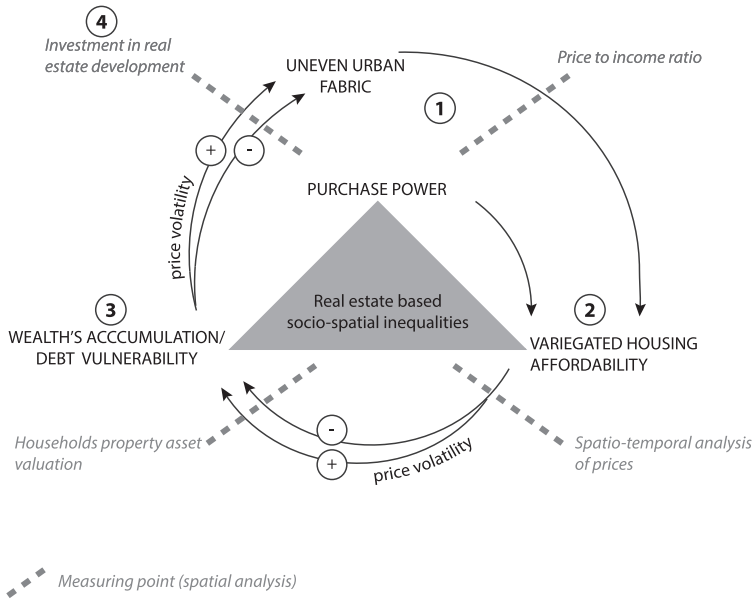 4
Investment in real
estate development
UNEVEN URBAN
FABRIC
Price to income ratio
1
+
-
PURCHASE POWER
price volatility
Real estate based
socio-spatial inequalities
3
WEALTH'S ACCCUMULATION/
DEBT VULNERABILITY
2
VARIEGATED HOUSING
AFFORDABILITY
Households property asset
valuation
-
+
price volatility
Spatio-temporal analysis
of prices
Measuring point (spatial analysis)